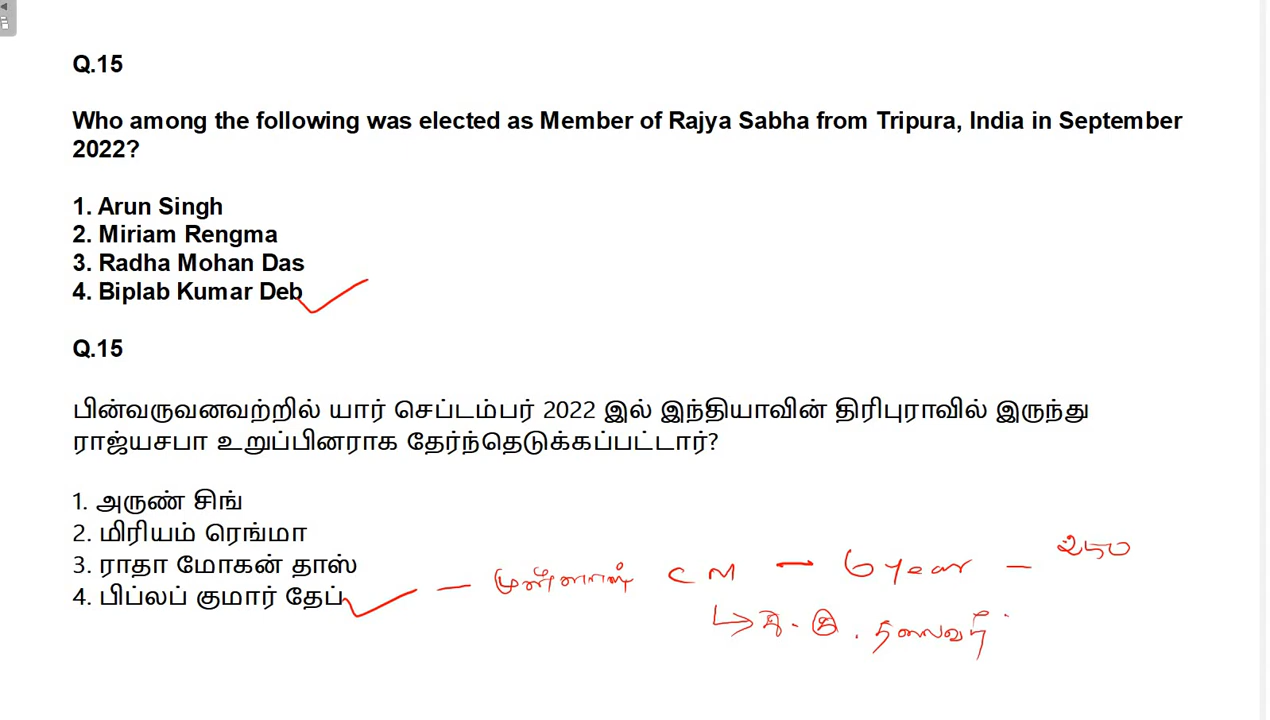 Q.15
Who among the following was elected as Member of Rajya Sabha from Tripura, India in September
2022?
1. Arun Singh
2. Miriam Rengma
3. Radha Mohan Das
4. Biplab Kumar Deb
Q.15
பின்வருவனவற்றில் யார் செப்டம்பர் 2022 இல் இந்தியாவின் திரிபுராவில் இருந்து
ராஜ்யசபா உறுப்பினராக தேர்ந்தெடுக்கப்பட்டார்?
1. அருண் சிங்
2. மிரியம் ரெங்மா
3. ராதா மோகன் தாஸ்
4. பிப்லப் குமார் தேப் — முன்னாள் CM — 6 year — 250
தலைவர்